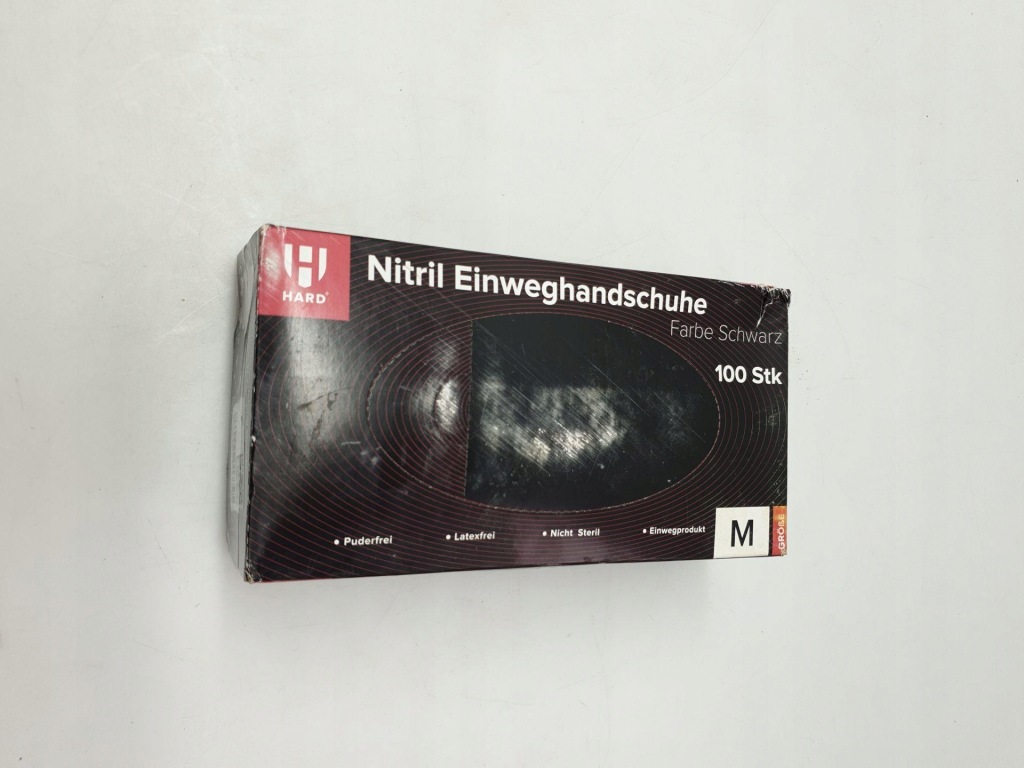 H
HARD®
Nitril Einweghandschuhe
Farbe Schwarz
100 Stk
• Puderfrei
• Latexfrei
• Nicht Steril
• Einwegprodukt
M
GRÖßE